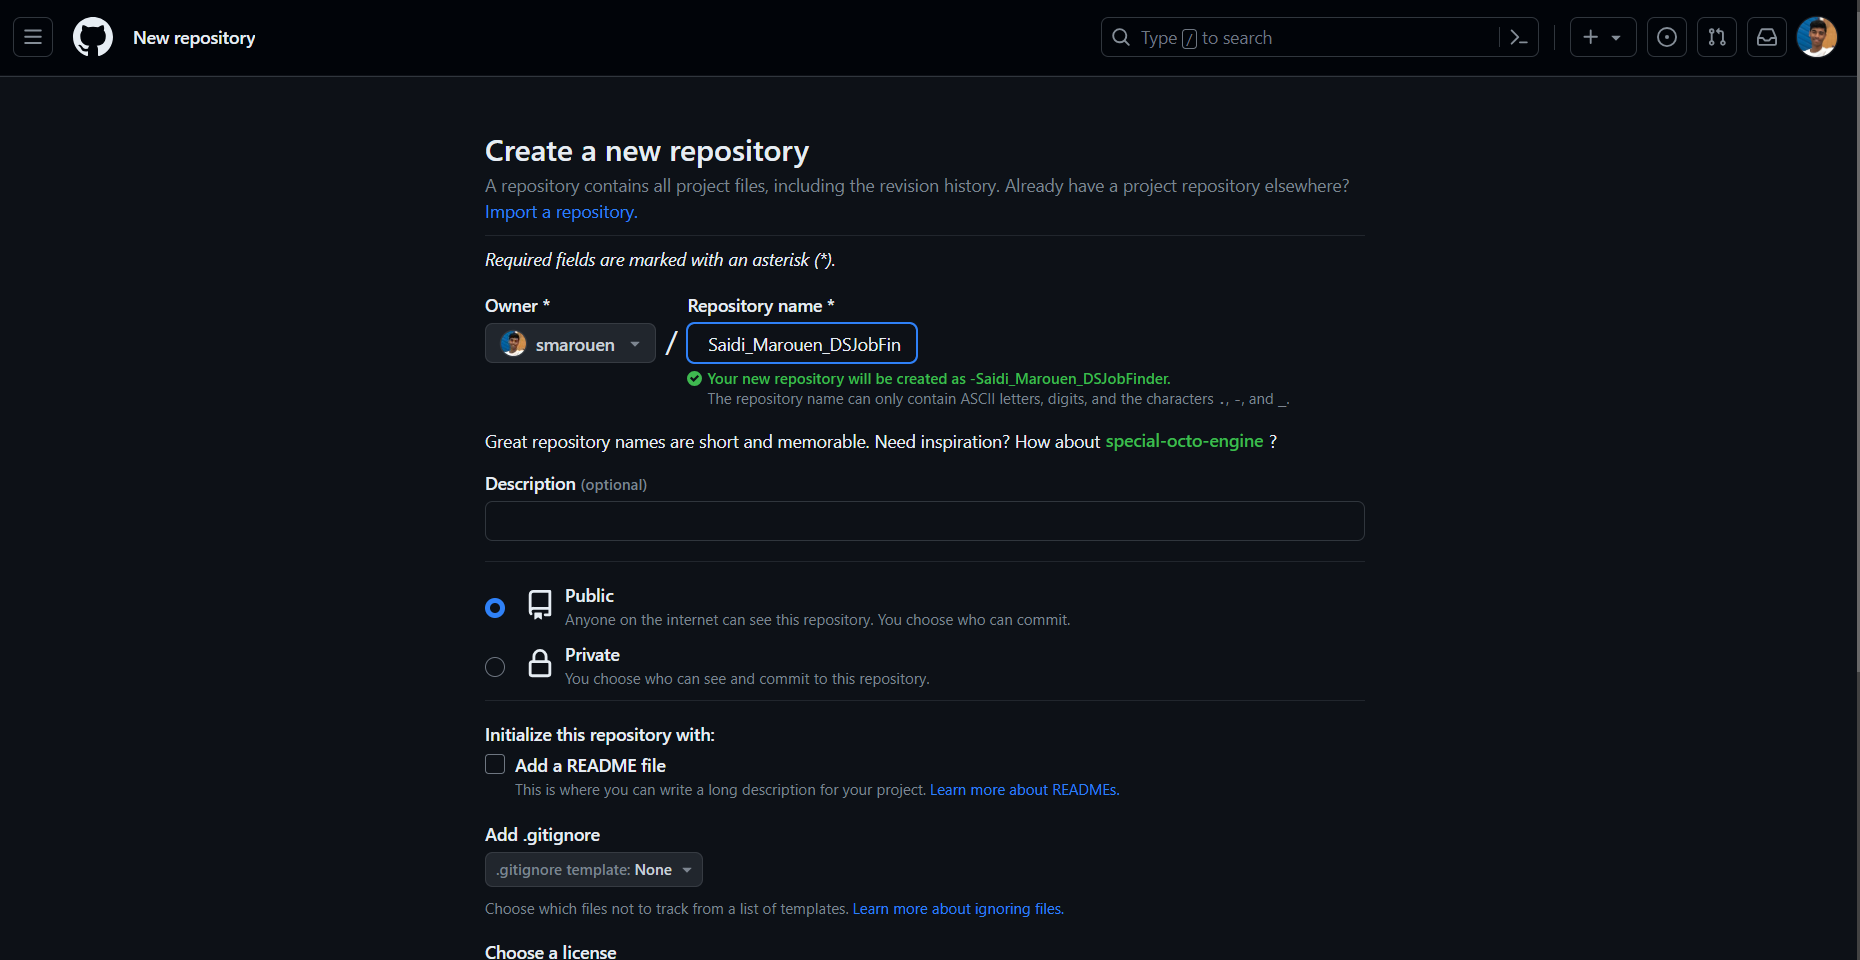 New repository
Type / to search
Create a new repository
A repository contains all project files, including the revision history. Already have a project repository elsewhere?
Import a repository.
Required fields are marked with an asterisk (*).
Owner *
Repository name *
smarouen
/
Saidi_Marouen_DSJobFin
Your new repository will be created as -Saidi_Marouen_DSJobFinder.
The repository name can only contain ASCII letters, digits, and the characters ., -, and _.
Great repository names are short and memorable. Need inspiration? How about special-octo-engine ?
Description (optional)
Public
Anyone on the internet can see this repository. You choose who can commit.
Private
You choose who can see and commit to this repository.
Initialize this repository with:
Add a README file
This is where you can write a long description for your project. Learn more about READMEs.
Add .gitignore
.gitignore template: None
Choose which files not to track from a list of templates. Learn more about ignoring files.
Choose a license